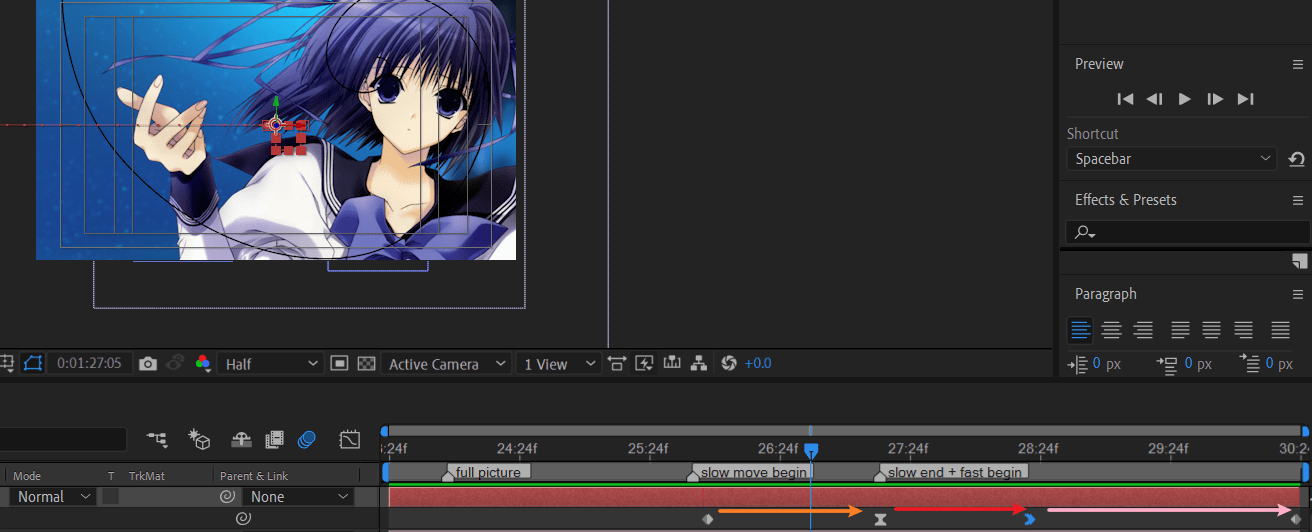 Preview
Shortcut
Spacebar
Effects & Presets
Paragraph
0:01:27:05 Half Active Camera 1 View +0.0
0 px 0 px 0 px
:24f 24:24f 25:24f 26:24f 27:24f 28:24f 29:24f 30:2
full picture slow move begin slow end + fast begin
Mode T TrkMat Parent & Link
Normal None